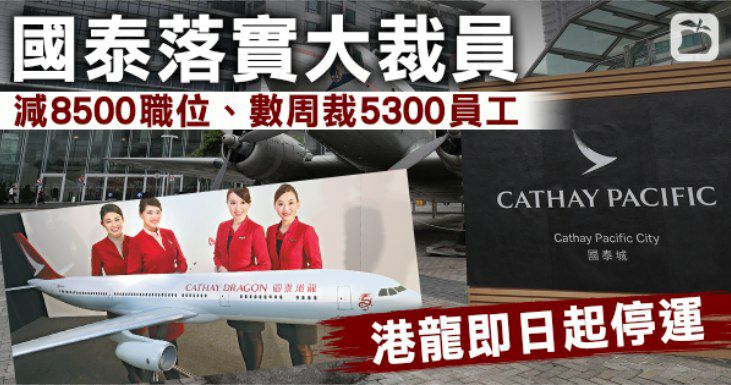 國泰落實大裁員
減8500職位、數周裁5300員工
CATHAY PACIFIC
Cathay Pacific City
國泰城
CATHAY DRAGON 國泰港龍
港龍即日起停運